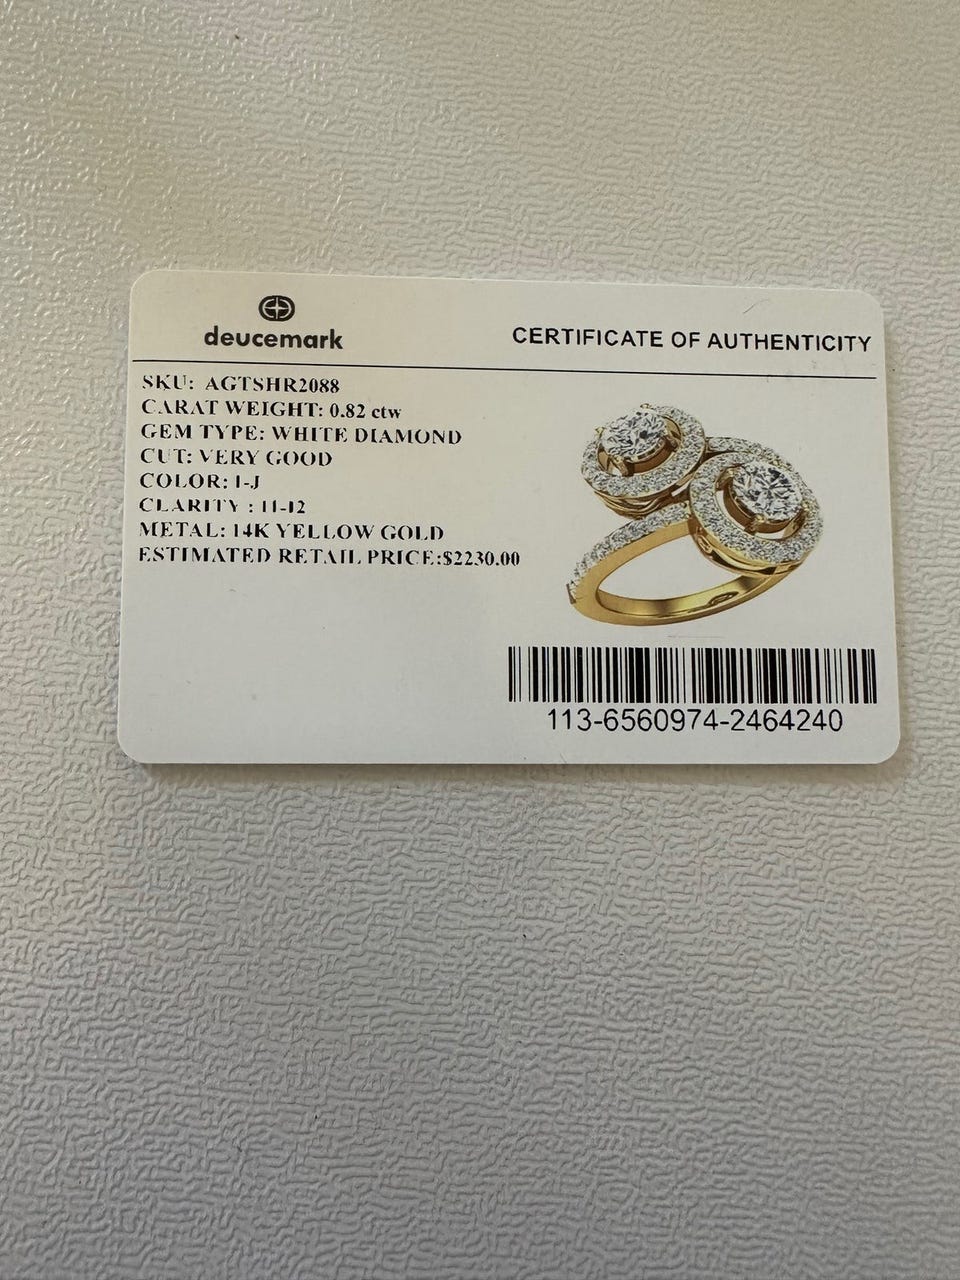 deucemark
CERTIFICATE OF AUTHENTICITY
SKU: AGTSHR2088
CARAT WEIGHT: 0.82 ctw
GEM TYPE: WHITE DIAMOND
CUT: VERY GOOD
COLOR: I-J
CLARITY : I1-I2
METAL: 14K YELLOW GOLD
ESTIMATED RETAIL PRICE:$2230.00
113-6560974-2464240